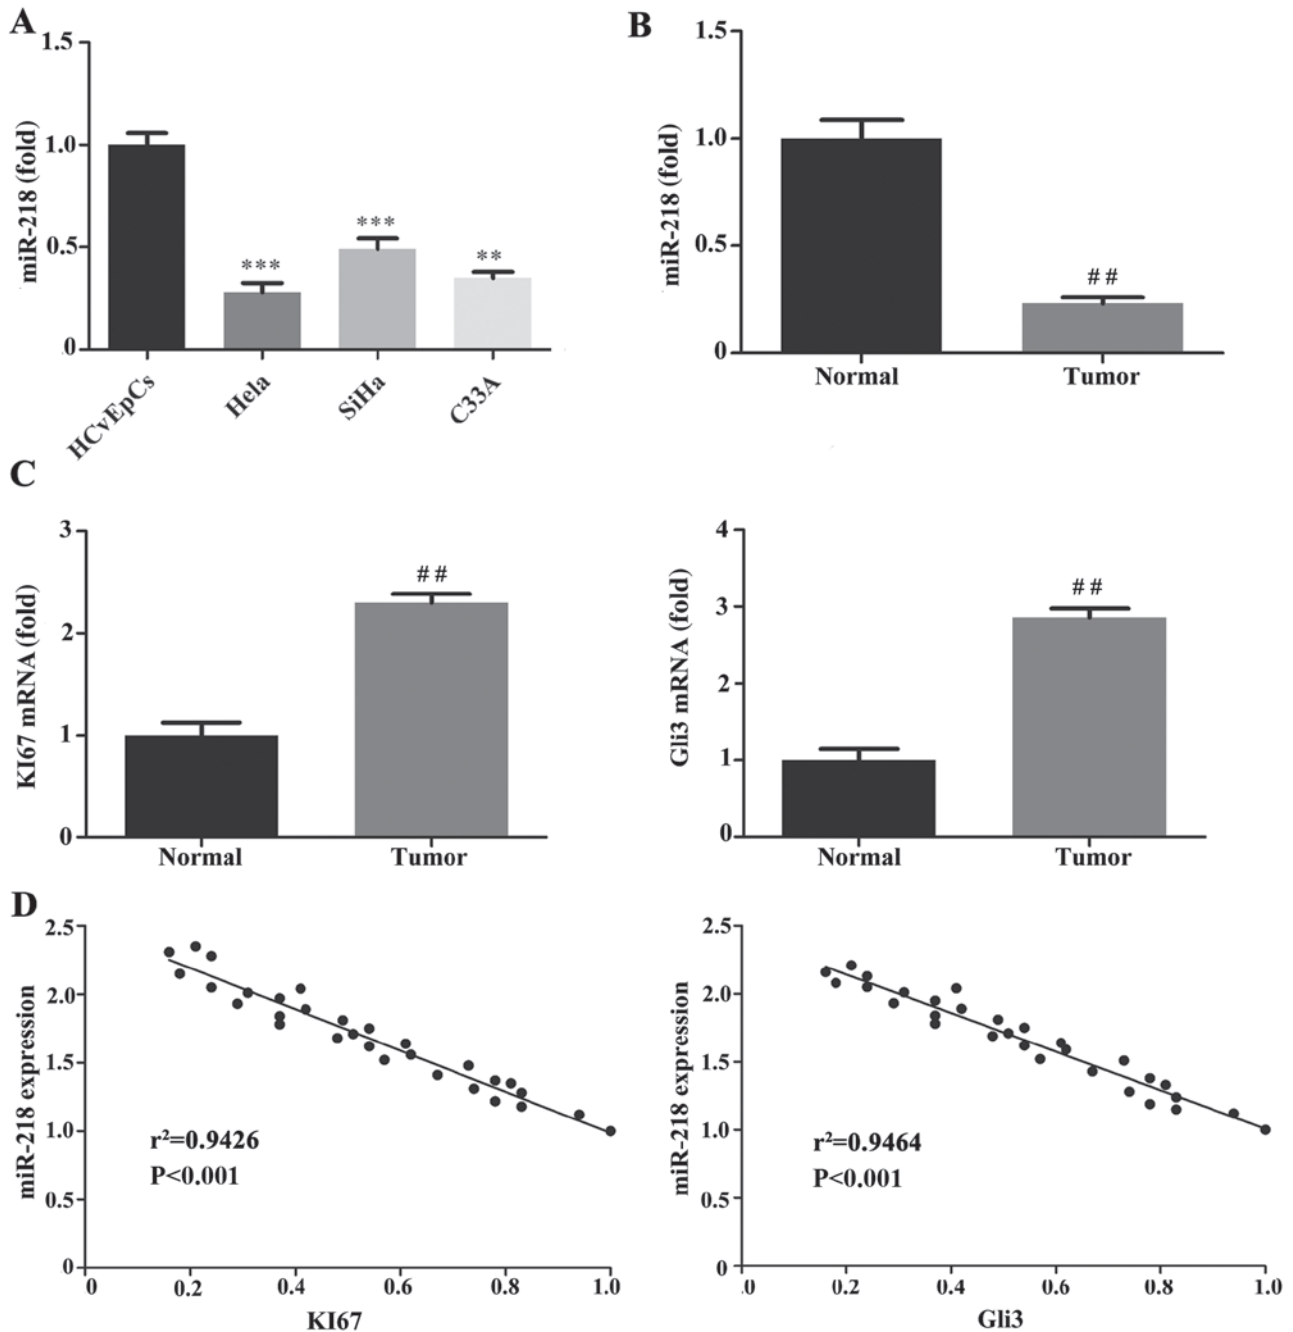 A
B
1.5
1.0
0.5
0
miR-218 (fold)
***
***
**
HCvEpCs
Hela
SiHa
C33A
1.5
1.0
0.5
0
miR-218 (fold)
##
Normal
Tumor
C
3
2
1
0
KI67 mRNA (fold)
##
Normal
Tumor
4
3
2
1
0
Gli3 mRNA (fold)
##
Normal
Tumor
D
2.5
2.0
1.5
1.0
0.5
0
miR-218 expression
r²=0.9426
P<0.001
0 0.2 0.4 0.6 0.8 1.0
KI67
2.5
2.0
1.5
1.0
0.5
0
miR-218 expression
r²=0.9464
P<0.001
.0 0.2 0.4 0.6 0.8 1.0
Gli3